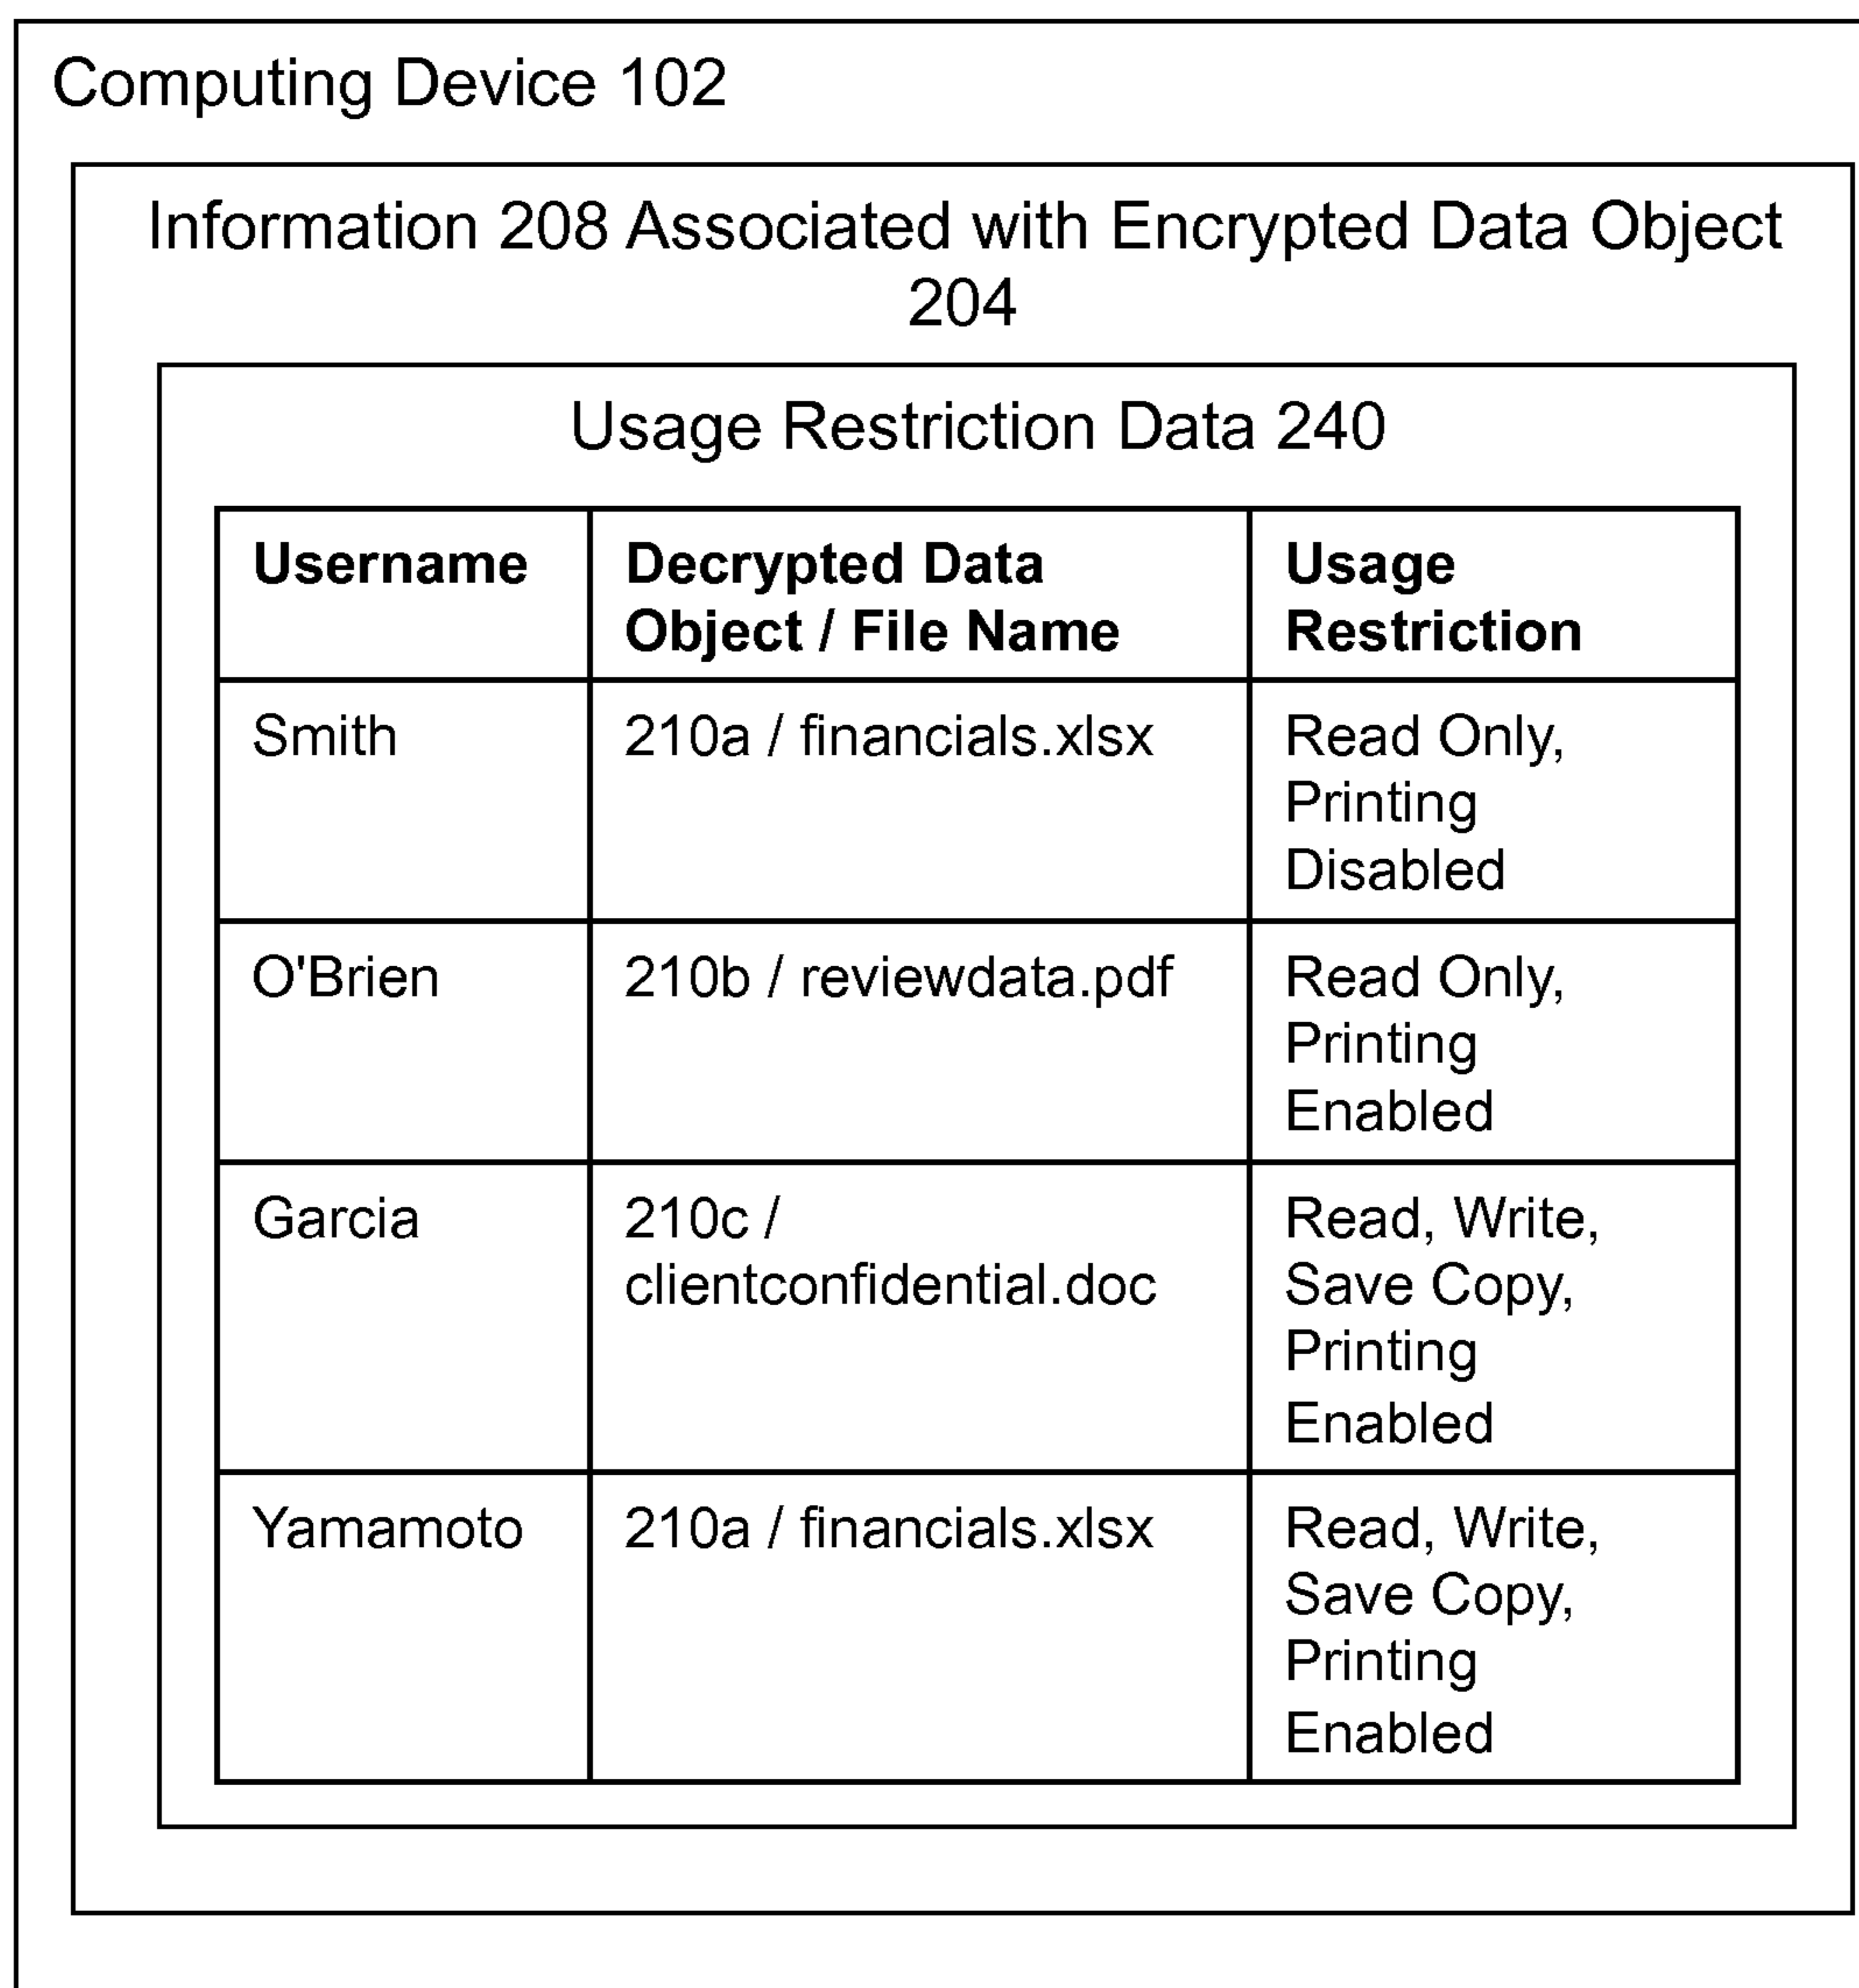 Computing Device 102
Information 208 Associated with Encrypted Data Object
204
Usage Restriction Data 240
Username
Decrypted Data
Object / File Name
Usage
Restriction
Smith
210a / financials.xlsx
Read Only,
Printing
Disabled
O'Brien
210b / reviewdata.pdf
Read Only,
Printing
Enabled
Garcia
210c /
clientconfidential.doc
Read, Write,
Save Copy,
Printing
Enabled
Yamamoto
210a / financials.xlsx
Read, Write,
Save Copy,
Printing
Enabled